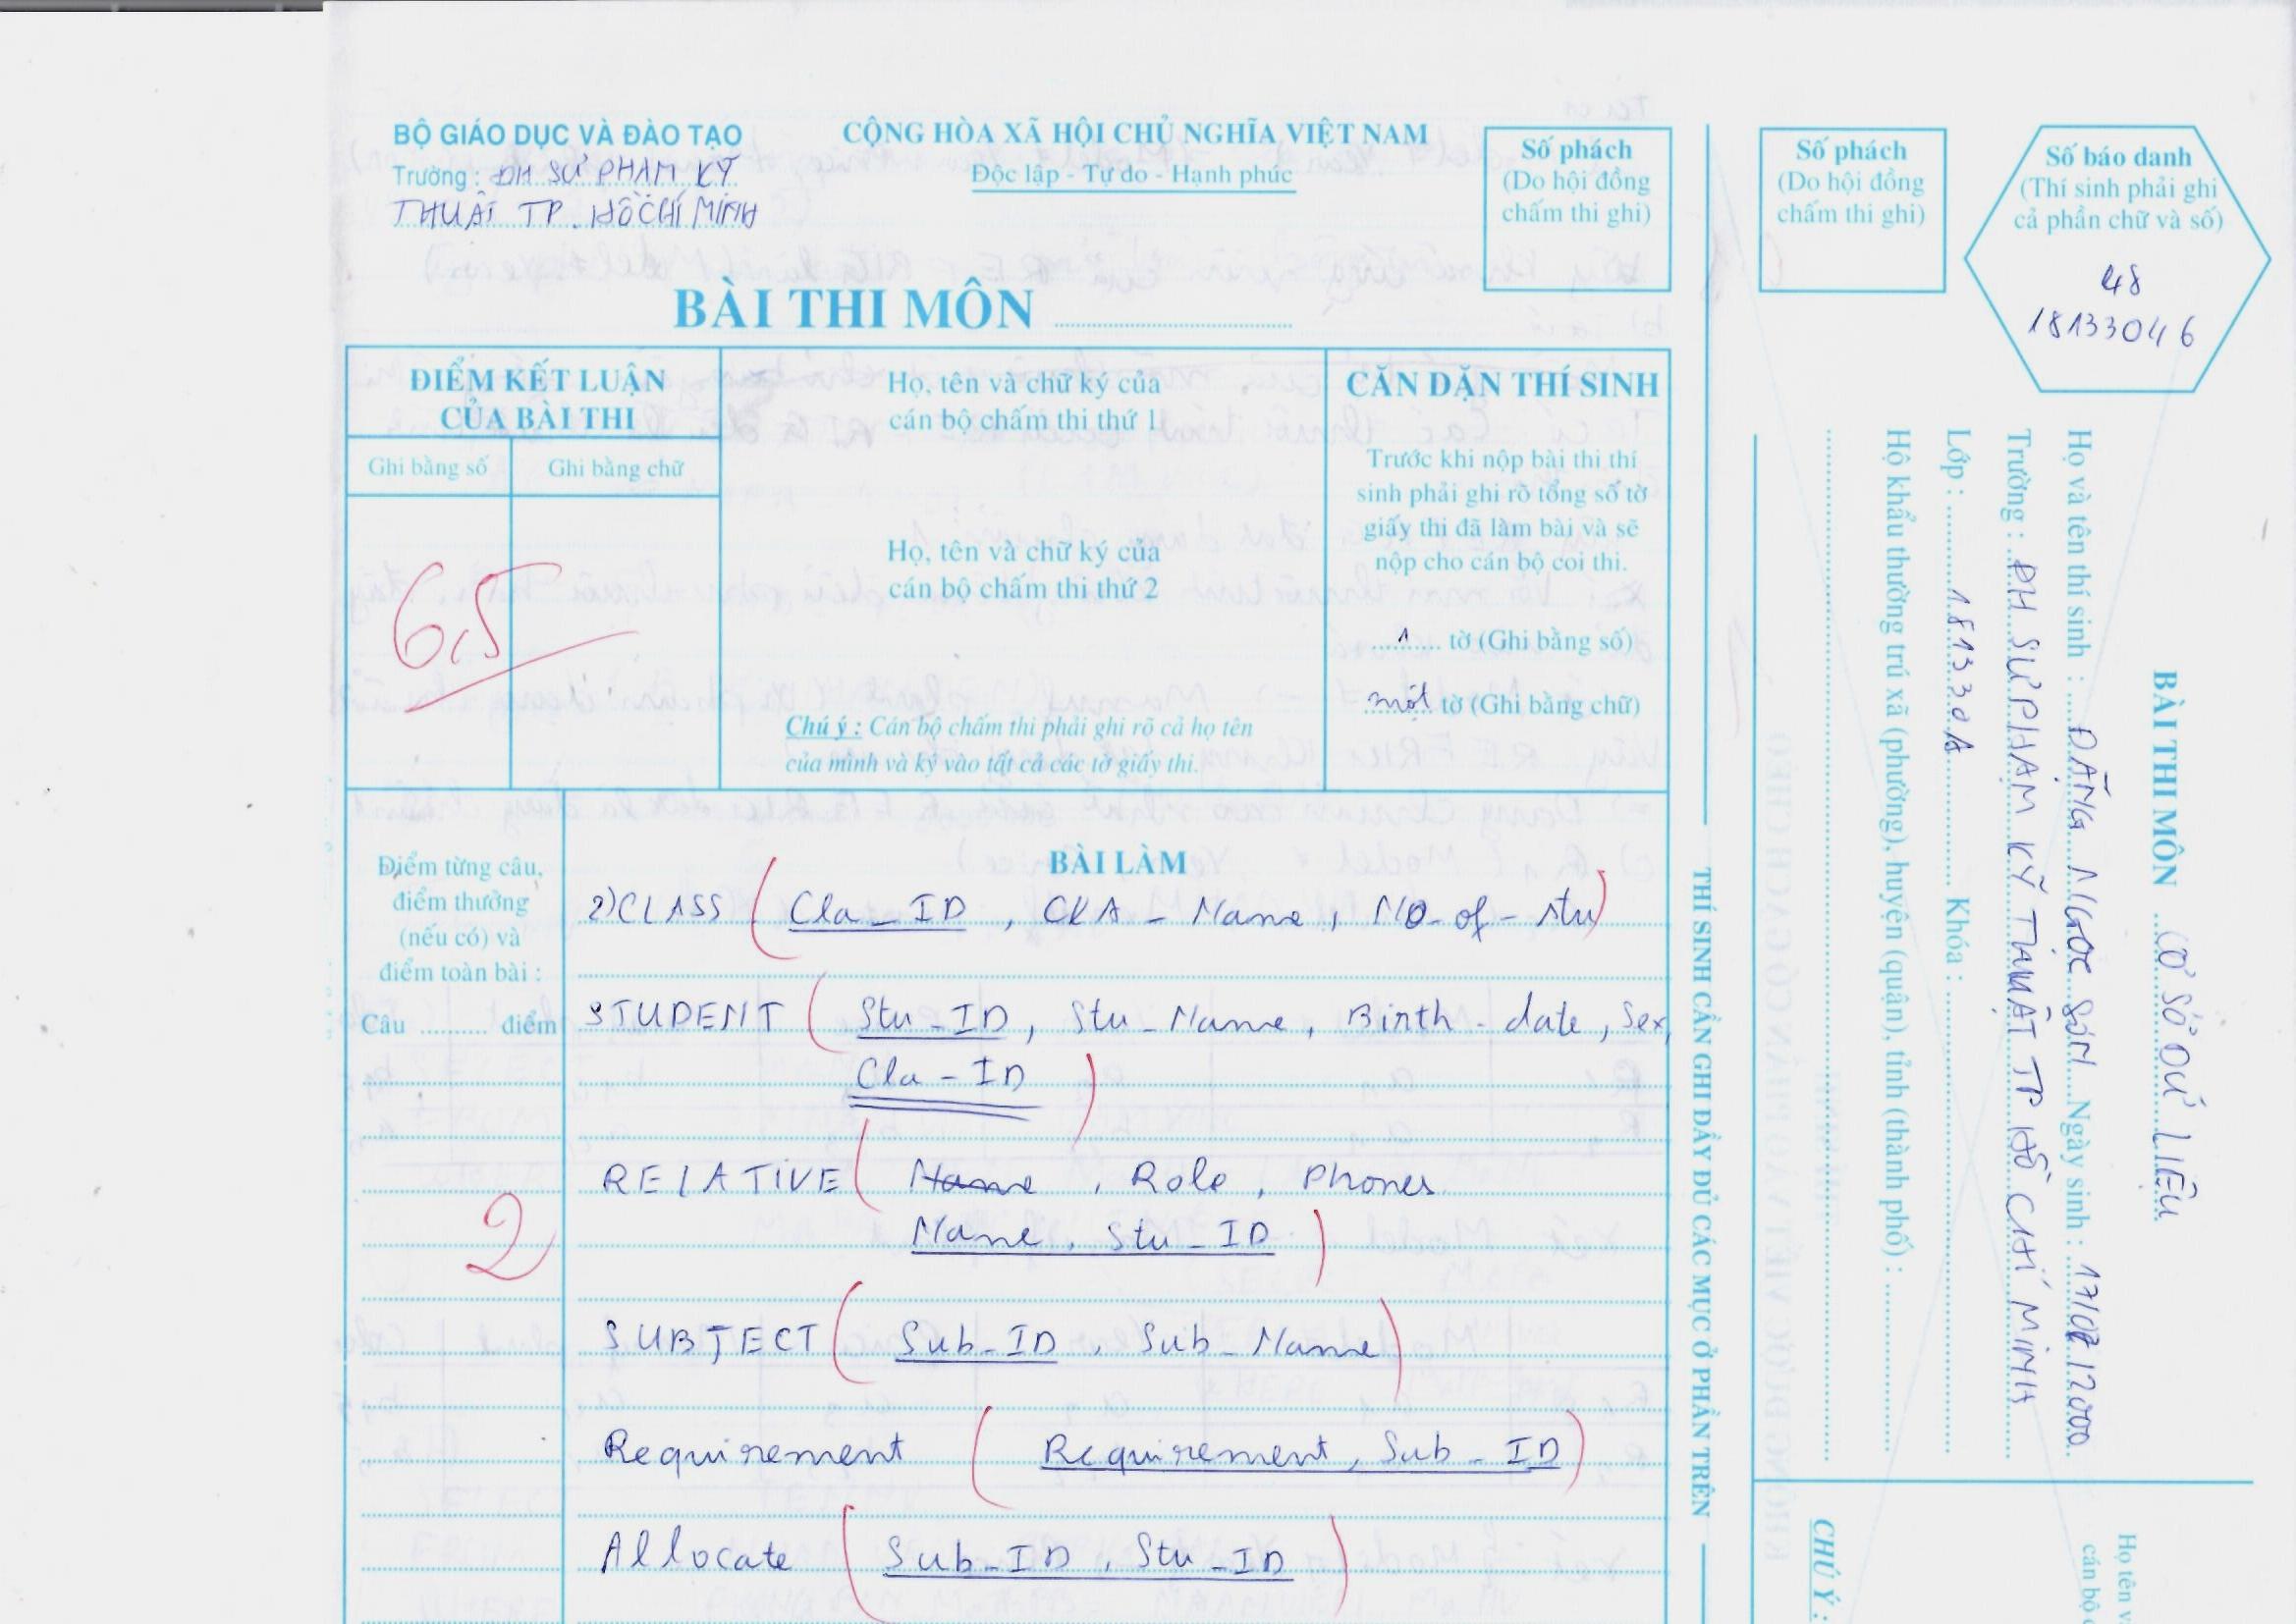 BỘ GIÁO DỤC VÀ ĐÀO TẠO
Trường : ĐH SƯ PHẠM KỸ
THUẬT TP. HỒ CHÍ MINH
CỘNG HÒA XÃ HỘI CHỦ NGHĨA VIỆT NAM
Độc lập - Tự do - Hạnh phúc
Số phách
(Do hội đồng
chấm thi ghi)
Số phách
(Do hội đồng
chấm thi ghi)
Số báo danh
(Thí sinh phải ghi
cả phần chữ và số)
48
18133046
BÀI THI MÔN
ĐIỂM KẾT LUẬN
CỦA BÀI THI
Ghi bằng số
Ghi bằng chữ
6,5
Họ, tên và chữ ký của
cán bộ chấm thi thứ 1
Họ, tên và chữ ký của
cán bộ chấm thi thứ 2
Chú ý : Cán bộ chấm thi phải ghi rõ cả họ tên
của mình và ký vào tất cả các tờ giấy thi.
CĂN DẶN THÍ SINH
Trước khi nộp bài thi thí
sinh phải ghi rõ tổng số tờ
giấy thi đã làm bài và sẽ
nộp cho cán bộ coi thi.
1 tờ (Ghi bằng số)
một tờ (Ghi bằng chữ)
Điểm từng câu,
điểm thưởng
(nếu có) và
điểm toàn bài :
Câu .......... điểm
2
BÀI LÀM
2) CLASS ( Cla_ID , CLA - Name , NO-of-stu)
STUDENT ( Stu_ID , Stu_Name , Birth-date , Sex,
Cla-ID )
RELATIVE ( Name , Role , Phones
Name , Stu_ID )
SUBJECT ( Sub_ID , Sub_Name )
Requirement ( Requirement , Sub_ID )
Allocate ( Sub_ID , Stu_ID )
THÍ SINH CẦN GHI ĐẦY ĐỦ CÁC MỤC Ở PHẦN TRÊN
BÀI THI MÔN CƠ SỞ DỮ LIỆU
Họ và tên thí sinh : ĐẶNG NGỌC SƠN Ngày sinh : 17/02/2000
Trường : ĐH SƯ PHẠM KỸ THUẬT TP HỒ CHÍ MINH
Lớp : 181330A Khóa :
Hộ khẩu thường trú xã (phường), huyện (quận), tỉnh (thành phố) :
CHÚ Ý :
Họ tên v
cán bộ c